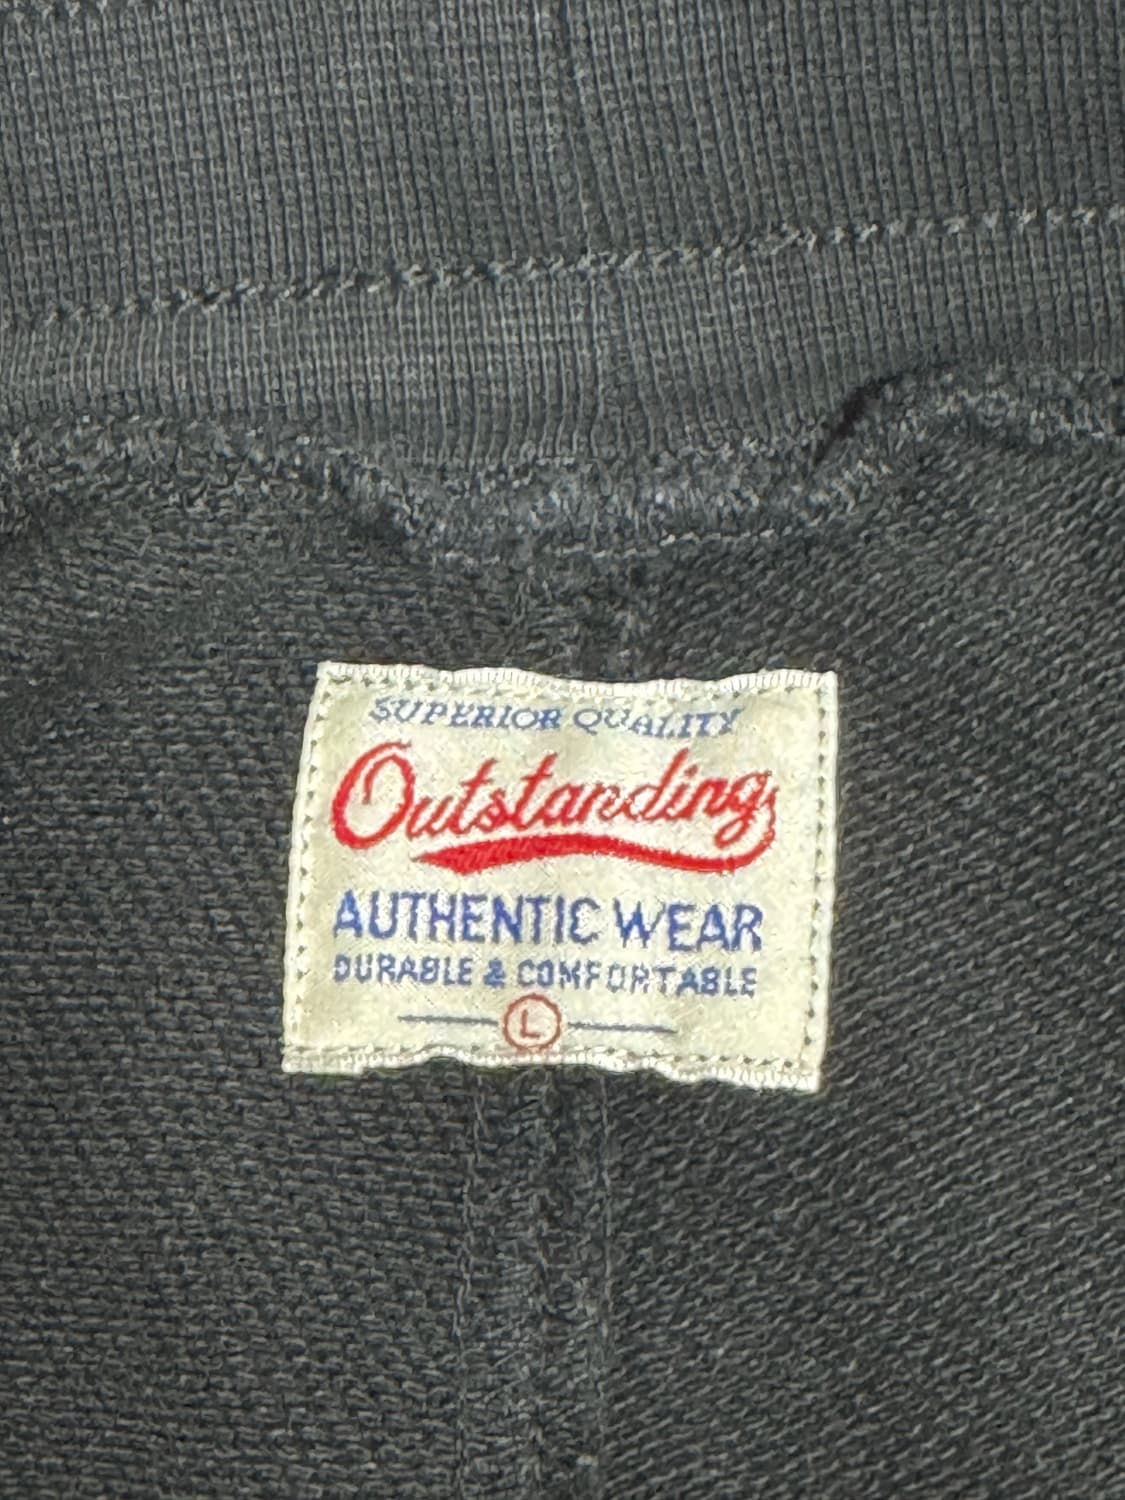 SUPERIOR QUALITY
Outstanding
AUTHENTIC WEAR
DURABLE & COMFORTABLE
L